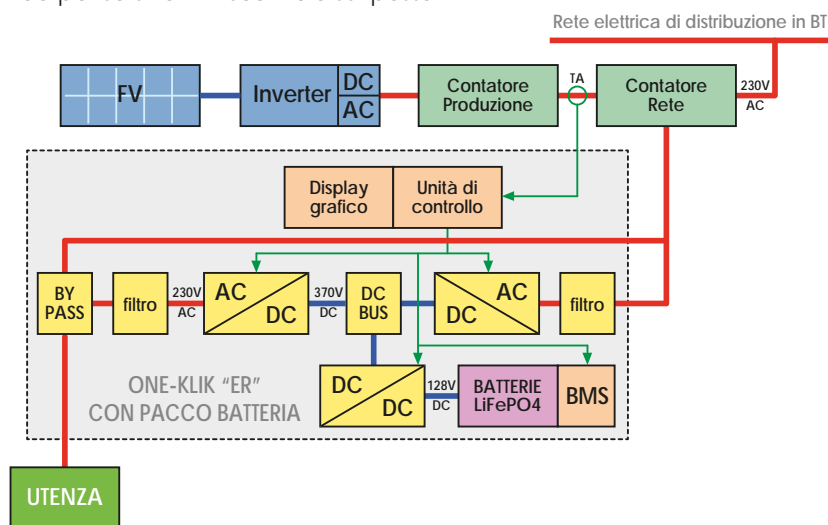 Rete elettrica di distribuzione in BT
FV
Inverter
DC
AC
Contatore
Produzione
TA
Contatore
Rete
230V
AC
Display
grafico
Unità di
controllo
BY
PASS
filtro
230V
AC
AC
DC
370V
DC
DC
BUS
AC
DC
filtro
DC
DC
128V
DC
BATTERIE
LiFePO4
BMS
ONE-KLIK “ER”
CON PACCO BATTERIA
UTENZA